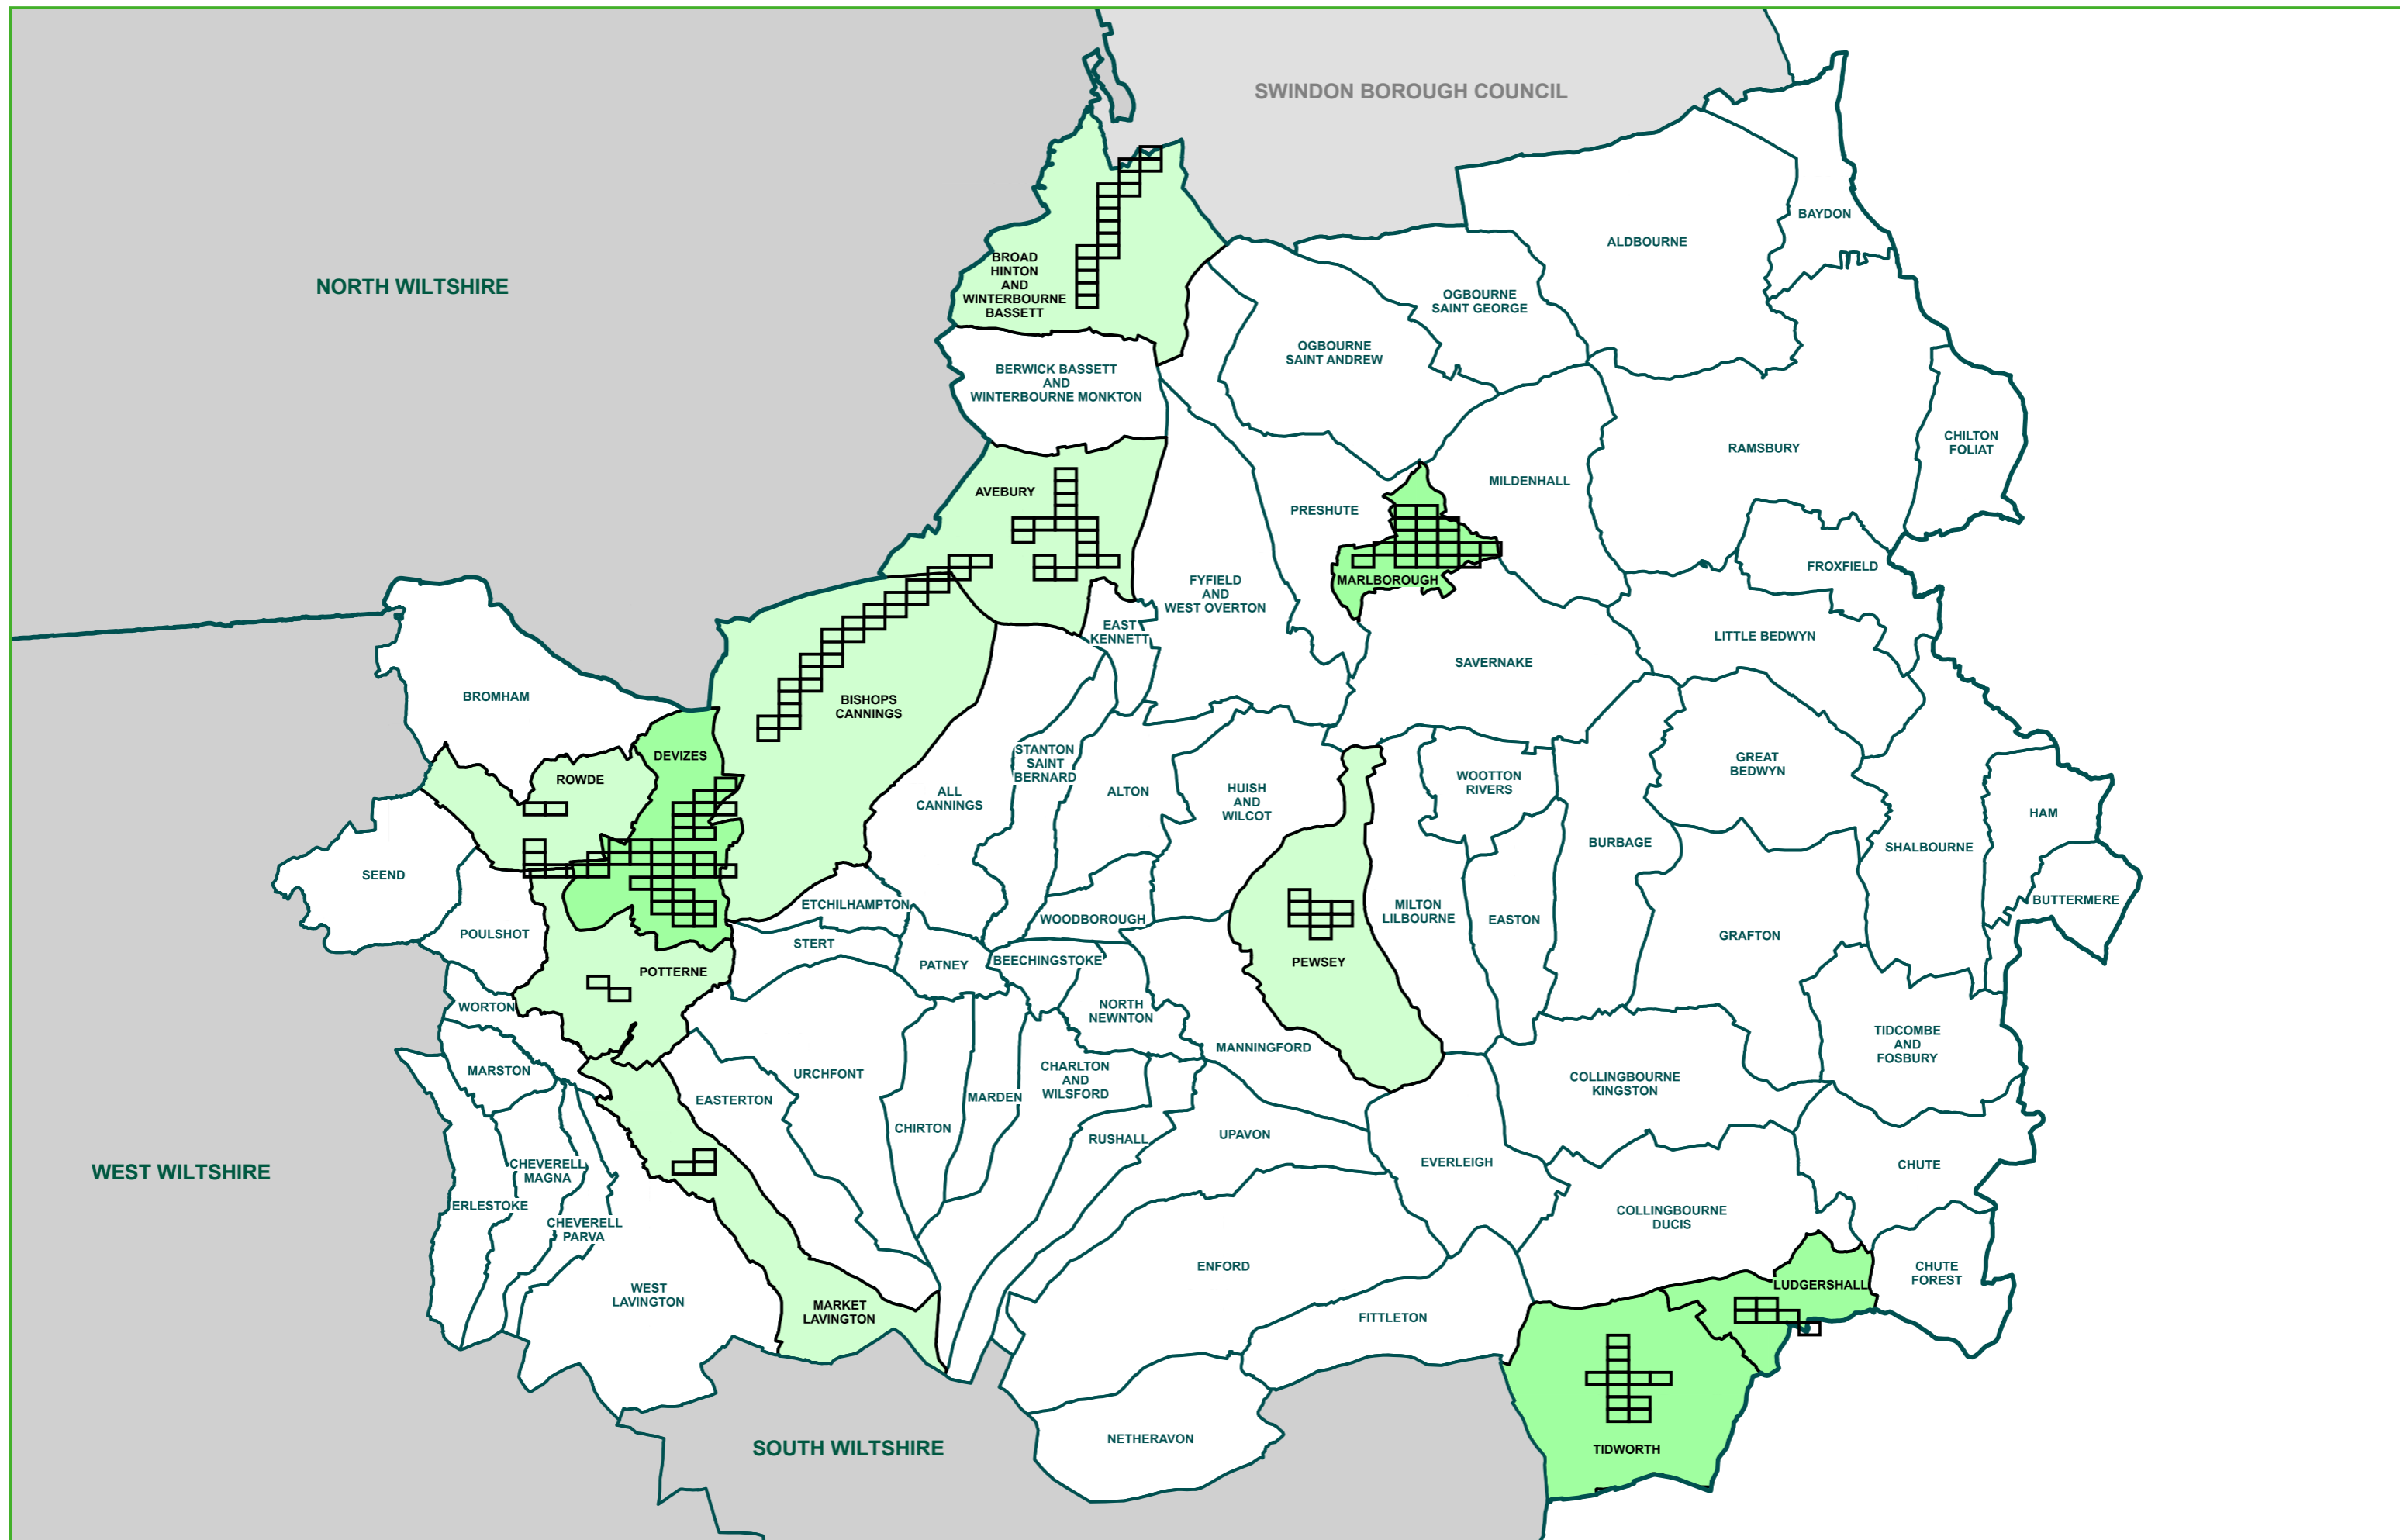 SWINDON BOROUGH COUNCIL
NORTH WILTSHIRE
BAYDON
ALDBOURNE
BROAD
HINTON
AND
WINTERBOURNE
BASSETT
OGBOURNE
SAINT GEORGE
OGBOURNE
SAINT ANDREW
BERWICK BASSETT
AND
WINTERBOURNE MONKTON
CHILTON
FOLIAT
RAMSBURY
MILDENHALL
AVEBURY
PRESHUTE
FROXFIELD
MARLBOROUGH
FYFIELD
AND
WEST OVERTON
EAST
KENNETT
LITTLE BEDWYN
SAVERNAKE
BROMHAM
BISHOPS
CANNINGS
DEVIZES
ROWDE
STANTON
SAINT
BERNARD
ALL
CANNINGS
ALTON
HUISH
AND
WILCOT
WOOTTON
RIVERS
GREAT
BEDWYN
HAM
BURBAGE
SHALBOURNE
SEEND
BUTTERMERE
ETCHILHAMPTON
WOODBOROUGH
MILTON
LILBOURNE
EASTON
GRAFTON
POULSHOT
STERT
PATNEY
BEECHINGSTOKE
PEWSEY
POTTERNE
WORTON
NORTH
NEWNTON
MANNINGFORD
TIDCOMBE
AND
FOSBURY
MARSTON
URCHFONT
CHARLTON
AND
WILSFORD
COLLINGBOURNE
KINGSTON
EASTERTON
MARDEN
CHIRTON
RUSHALL
UPAVON
EVERLEIGH
CHUTE
WEST WILTSHIRE
CHEVERELL
MAGNA
ERLESTOKE
CHEVERELL
PARVA
COLLINGBOURNE
DUCIS
ENFORD
CHUTE
FOREST
LUDGERSHALL
WEST
LAVINGTON
MARKET
LAVINGTON
FITTLETON
NETHERAVON
SOUTH WILTSHIRE
TIDWORTH